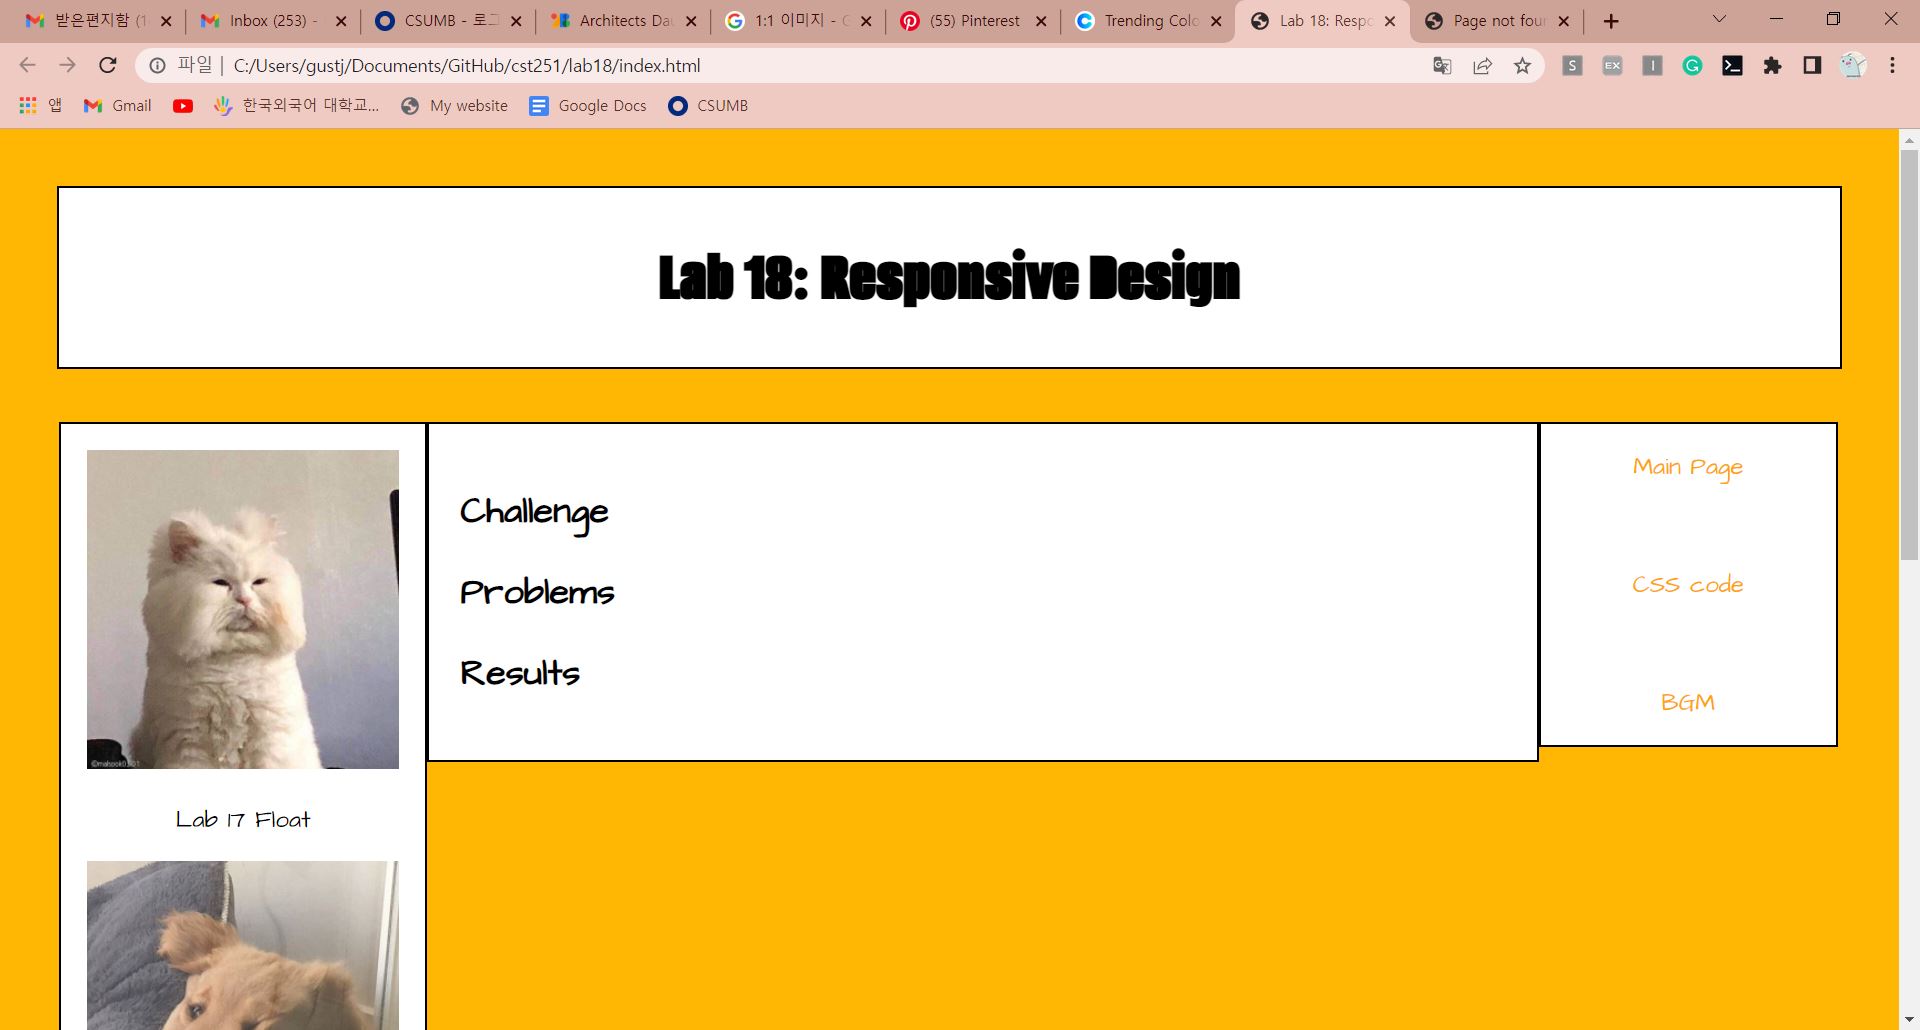 받은편지함 (1
Inbox (253) -
CSUMB - 로그
Architects Dau
1:1 이미지 - G
(55) Pinterest
Trending Colo
Lab 18: Respo
Page not foun
파일 | C:/Users/gustj/Documents/GitHub/cst251/lab18/index.html
S
EX
I
앱
Gmail
한국외국어 대학교...
My website
Google Docs
CSUMB
Lab 18: Responsive Design
©malsook0301
Lab 17 Float
Challenge
Problems
Results
Main Page
CSS code
BGM